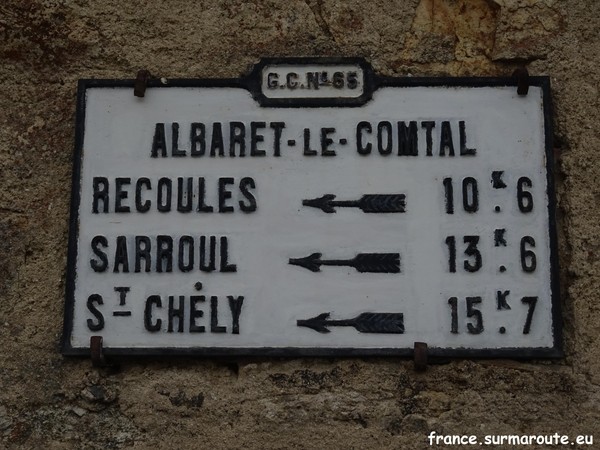 G.C.No 65
ALBARET-LE-COMTAL
RECOULES 10.K6
SARROUL 13.K6
ST CHÉLY 15.K7
france.surmaroute.eu